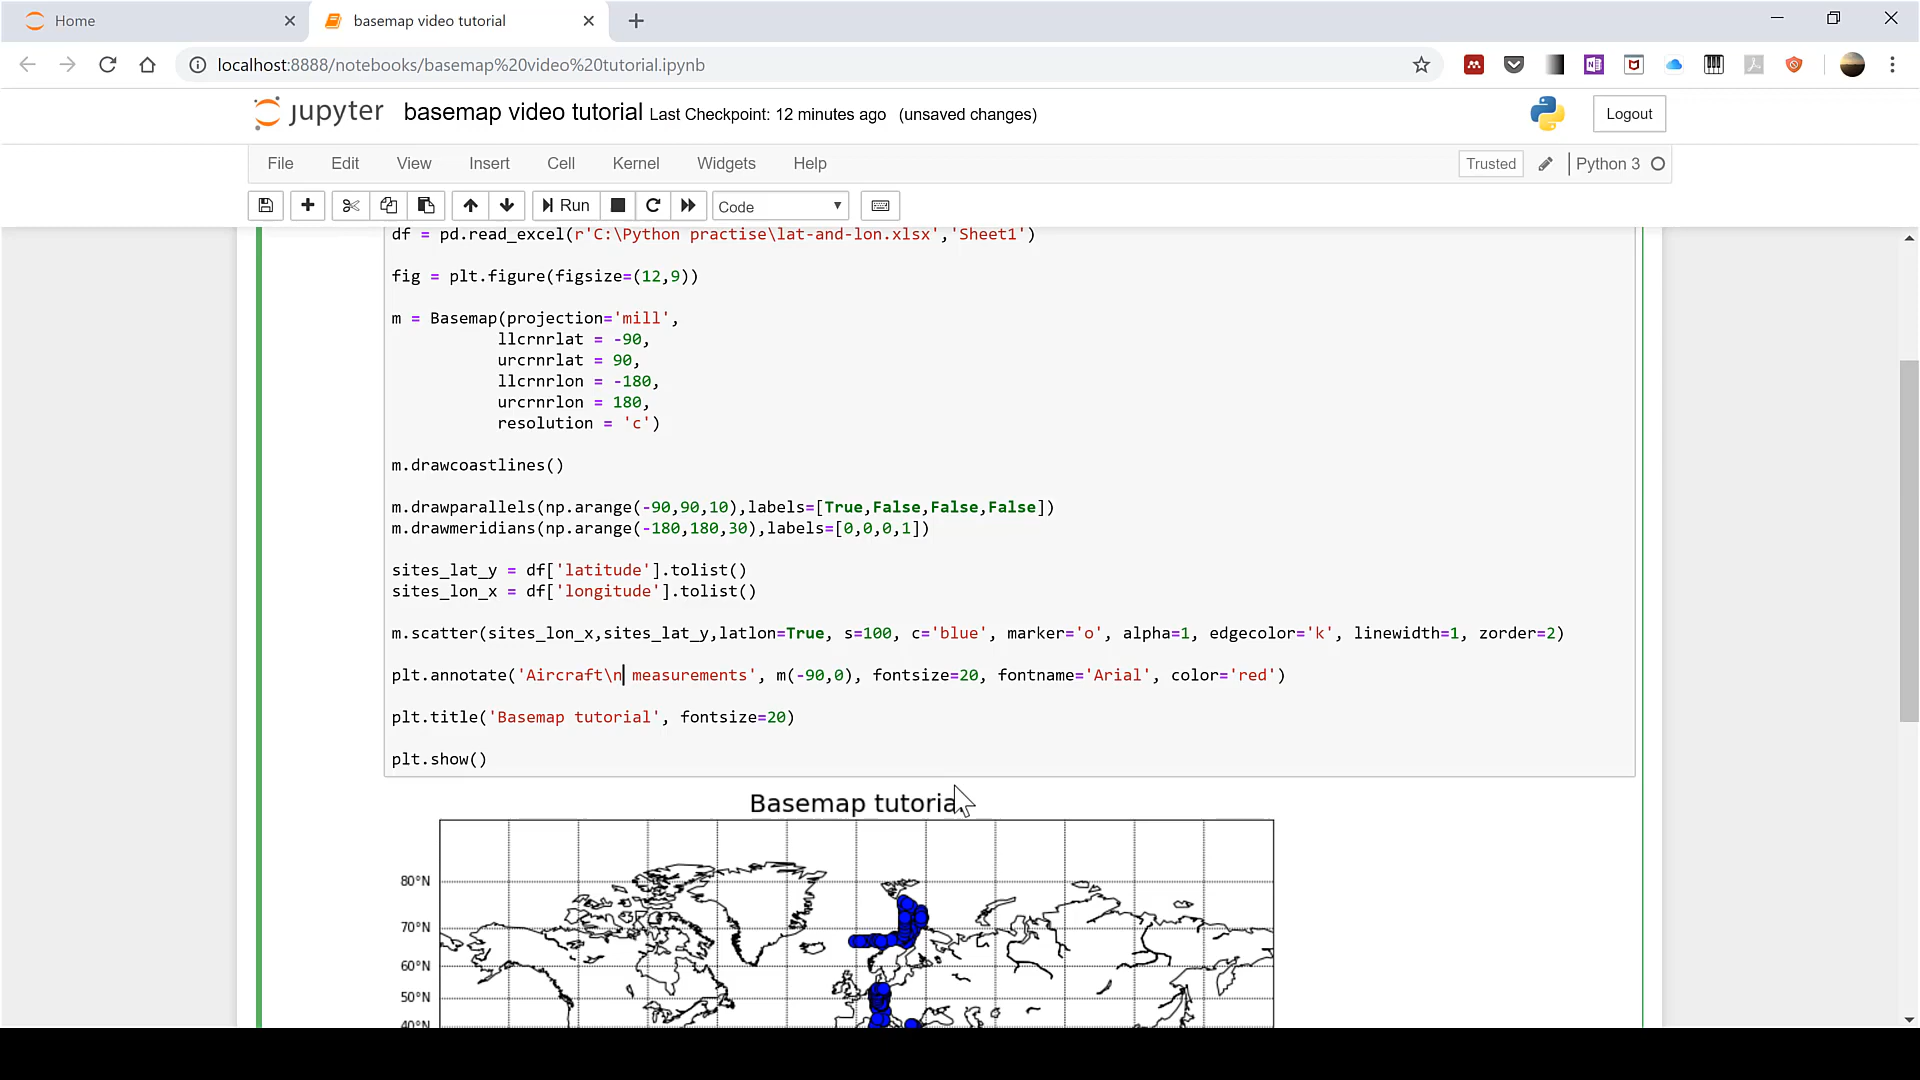 Home
basemap video tutorial
localhost:8888/notebooks/basemap%20video%20tutorial.ipynb
jupyter basemap video tutorial Last Checkpoint: 12 minutes ago (unsaved changes)
Logout
File Edit View Insert Cell Kernel Widgets Help
Trusted Python 3
Run Code
df = pd.read_excel(r'C:\Python practise\lat-and-lon.xlsx','Sheet1')
fig = plt.figure(figsize=(12,9))
m = Basemap(projection='mill',
llcrnrlat = -90,
urcrnrlat = 90,
llcrnrlon = -180,
urcrnrlon = 180,
resolution = 'c')
m.drawcoastlines()
m.drawparallels(np.arange(-90,90,10),labels=[True,False,False,False])
m.drawmeridians(np.arange(-180,180,30),labels=[0,0,0,1])
sites_lat_y = df['latitude'].tolist()
sites_lon_x = df['longitude'].tolist()
m.scatter(sites_lon_x,sites_lat_y,latlon=True, s=100, c='blue', marker='o', alpha=1, edgecolor='k', linewidth=1, zorder=2)
plt.annotate('Aircraft\n measurements', m(-90,0), fontsize=20, fontname='Arial', color='red')
plt.title('Basemap tutorial', fontsize=20)
plt.show()
Basemap tutorial
80°N
70°N
60°N
50°N
40°N